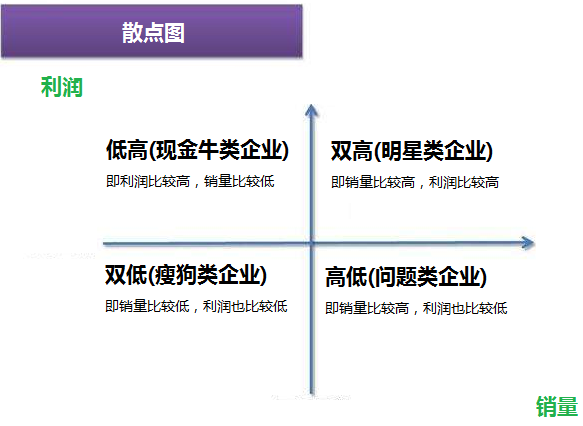 散点图
利润
低高(现金牛类企业)
即利润比较高，销量比较低
双高(明星类企业)
即销量比较高，利润比较高
双低(瘦狗类企业)
即销量比较低，利润也比较低
高低(问题类企业)
即销量比较高，利润也比较低
销量